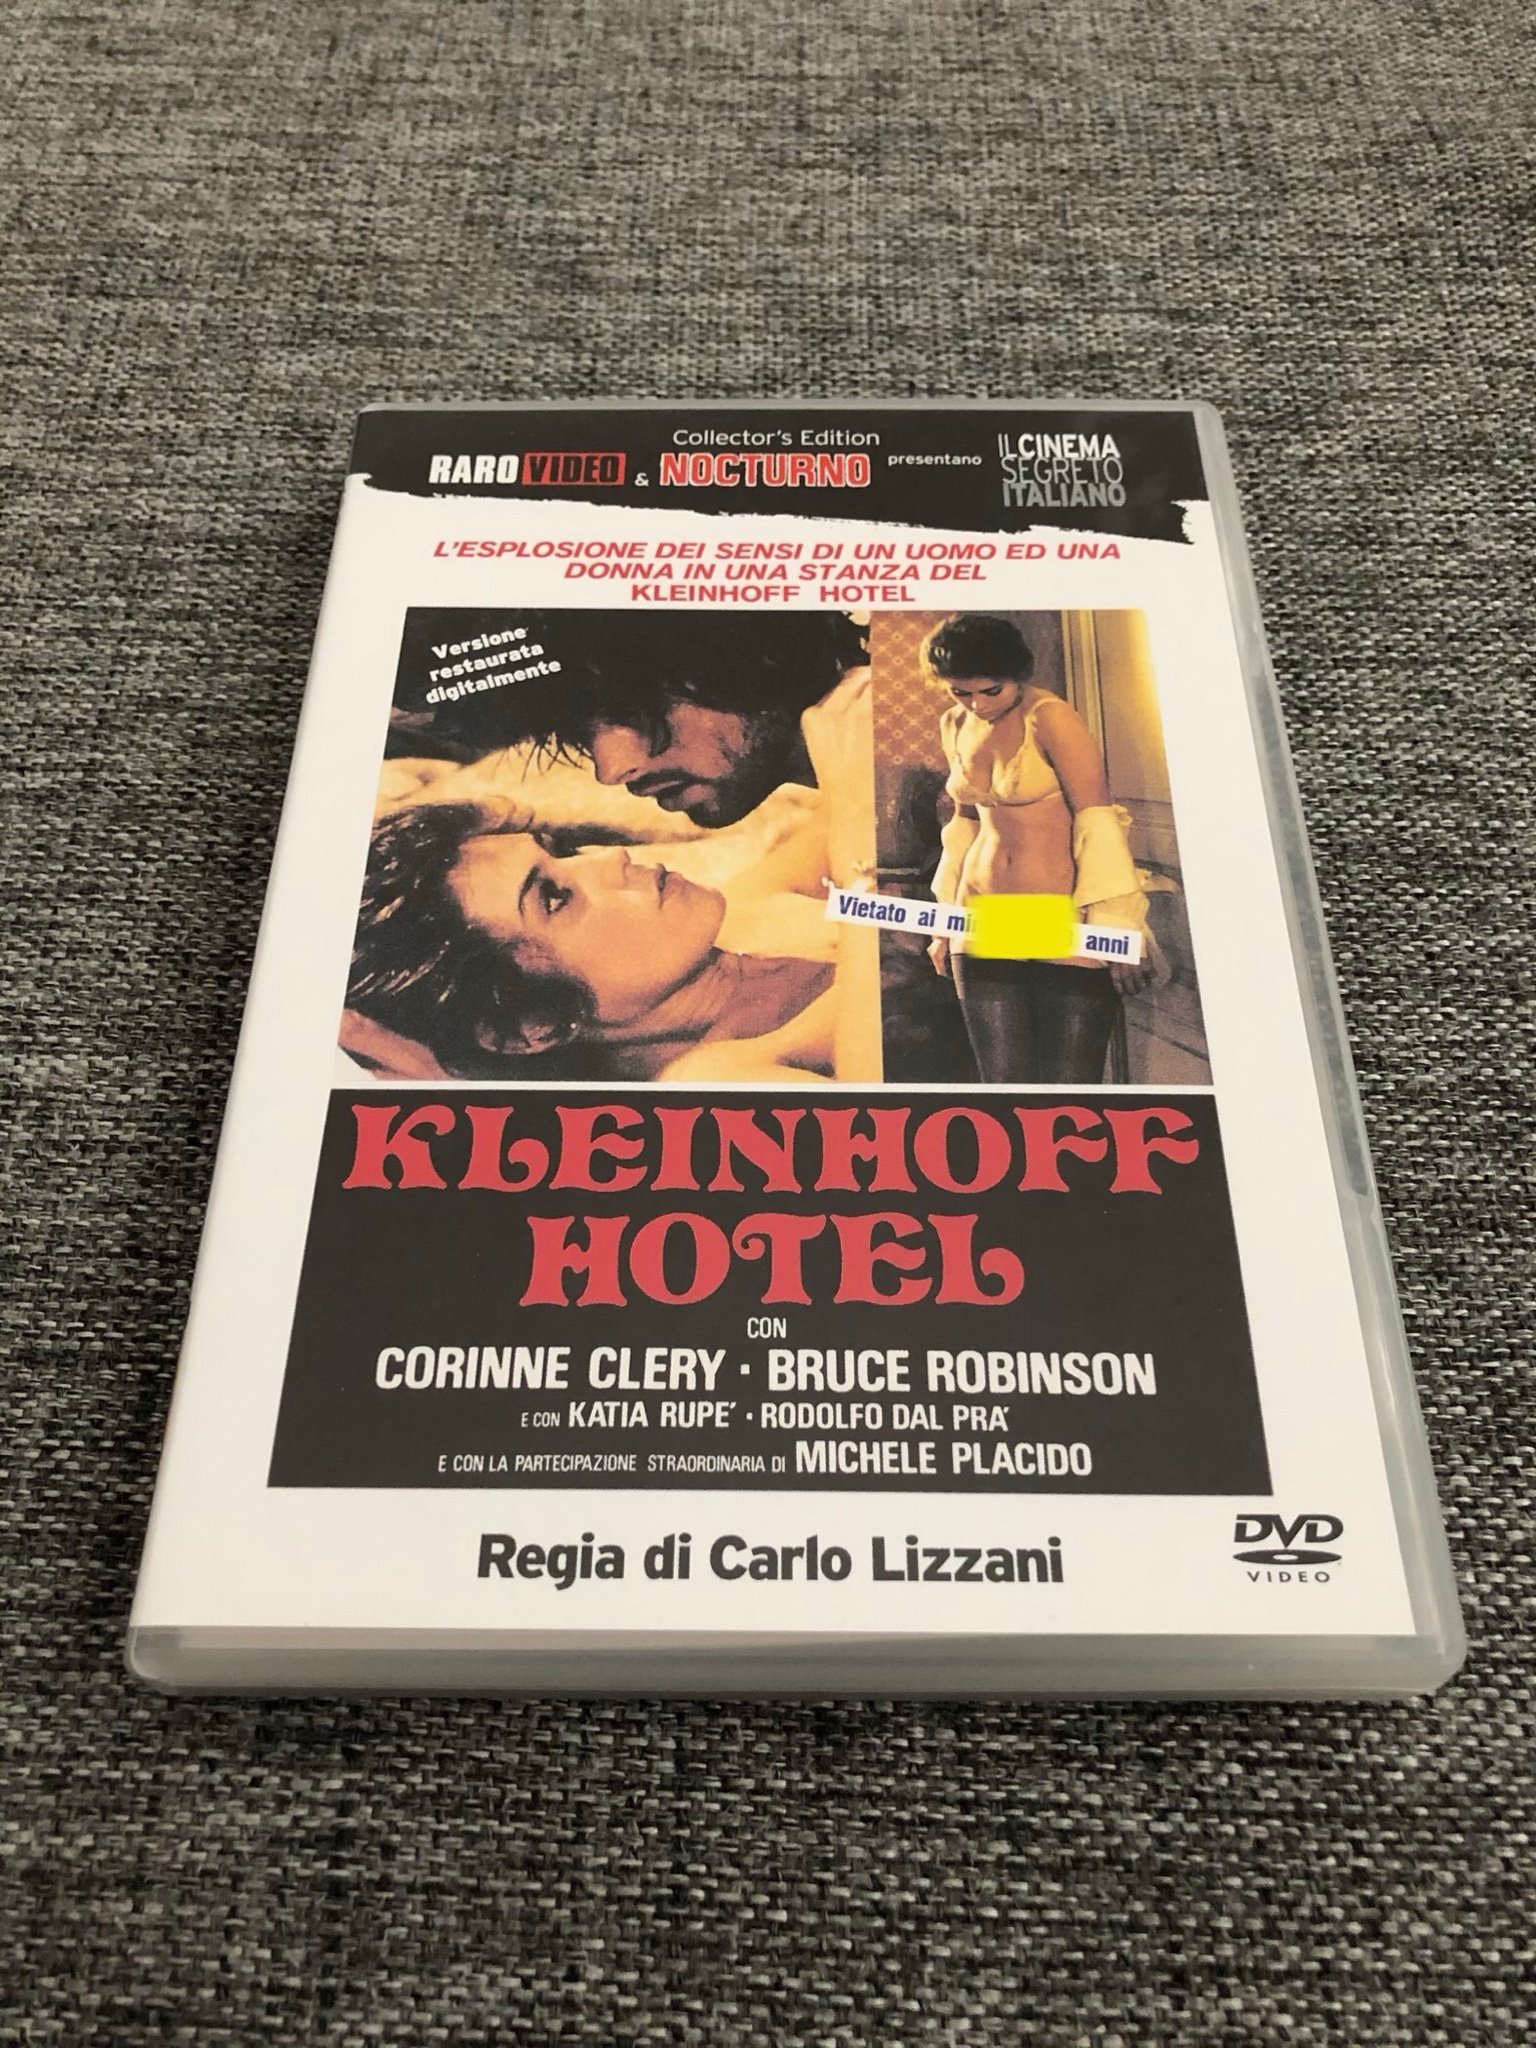 Collector's Edition
RARO VIDEO & NOCTURNO presentano
IL CINEMA
SEGRETO
ITALIANO
L'ESPLOSIONE DEI SENSI DI UN UOMO ED UNA
DONNA IN UNA STANZA DEL
KLEINHOFF HOTEL
Versione
restaurata
digitalmente
Vietato ai anni
KLEINHOFF
HOTEL
CON
CORINNE CLERY · BRUCE ROBINSON
E CON KATIA RUPE' · RODOLFO DAL PRA'
E CON LA PARTECIPAZIONE STRAORDINARIA DI MICHELE PLACIDO
Regia di Carlo Lizzani
DVD
VIDEO